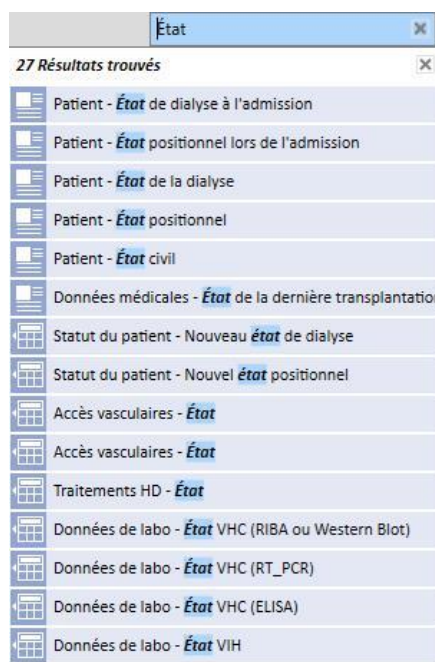 État
27 Résultats trouvés
Patient - État de dialyse à l'admission
Patient - État positionnel lors de l'admission
Patient - État de la dialyse
Patient - État positionnel
Patient - État civil
Données médicales - État de la dernière transplantatio
Statut du patient - Nouveau état de dialyse
Statut du patient - Nouvel état positionnel
Accès vasculaires - État
Accès vasculaires - État
Traitements HD - État
Données de labo - État VHC (RIBA ou Western Blot)
Données de labo - État VHC (RT_PCR)
Données de labo - État VHC (ELISA)
Données de labo - État VIH